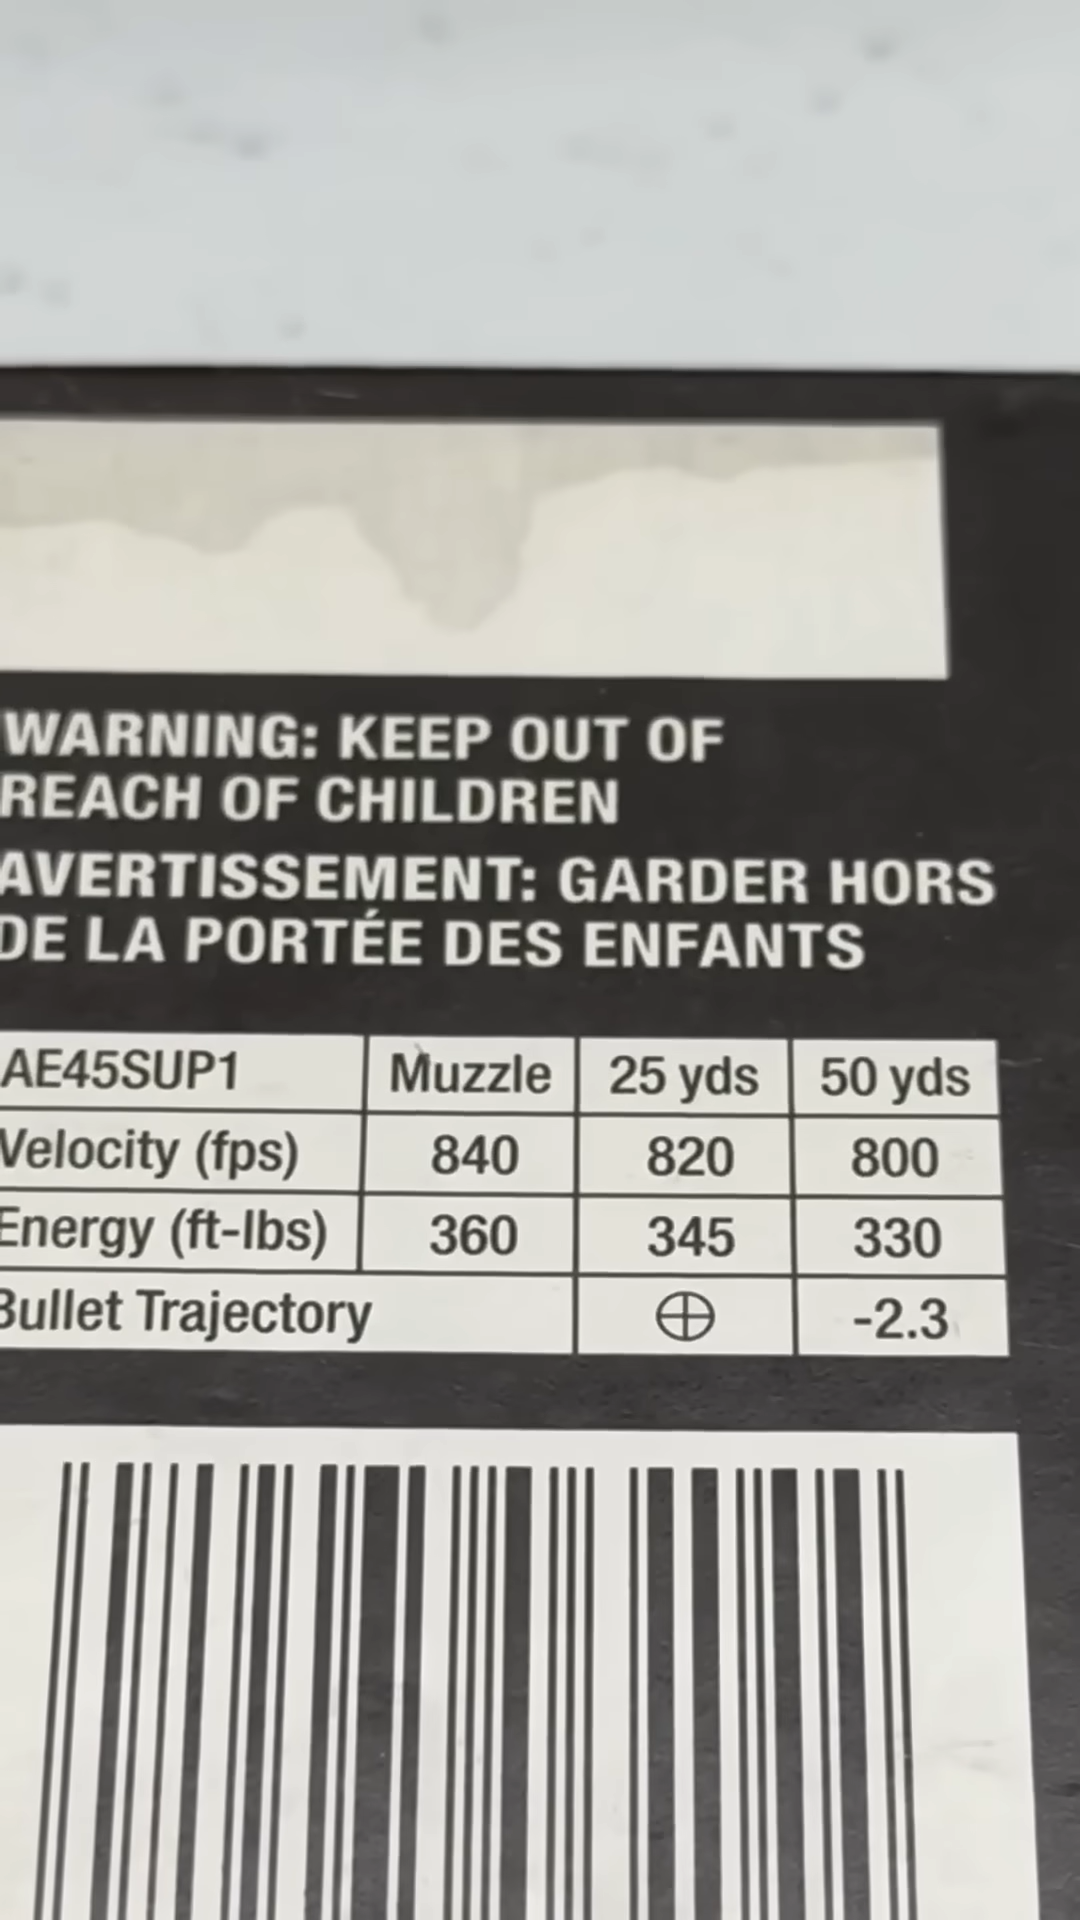 WARNING: KEEP OUT OF
REACH OF CHILDREN
AVERTISSEMENT: GARDER HORS
DE LA PORTÉE DES ENFANTS
AE45SUP1 Muzzle 25 yds 50 yds
Velocity (fps) 840 820 800
Energy (ft-lbs) 360 345 330
Bullet Trajectory ⊕ -2.3